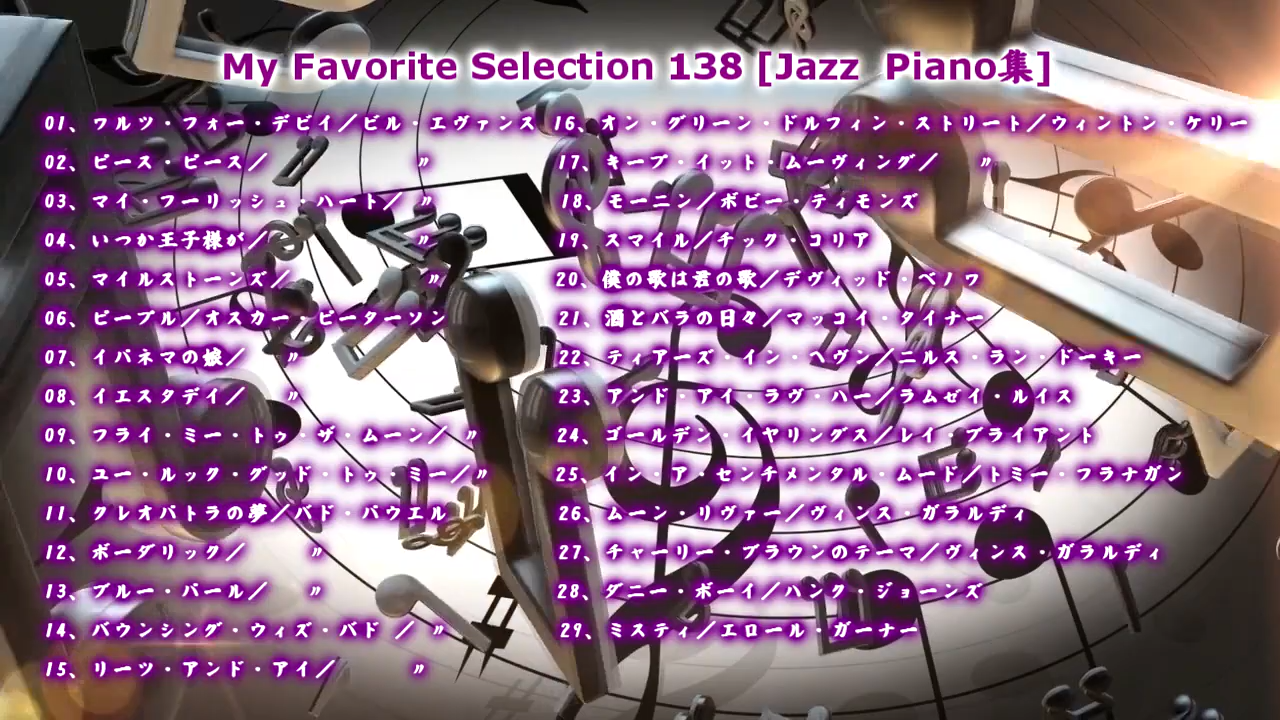 My Favorite Selection 138 [Jazz Piano集]
01、ワルツ・フォー・デビイ／ビル・エヴァンス
02、ピース・ピース／ 〃
03、マイ・フーリッシュ・ハート／ 〃
04、いつか王子様が／ 〃
05、マイルストーンズ／ 〃
06、ピープル／オスカー・ピーターソン
07、イパネマの娘／ 〃
08、イエスタデイ／ 〃
09、フライ・ミー・トゥ・ザ・ムーン／ 〃
10、ユー・ルック・グッド・トゥ・ミー／〃
11、クレオパトラの夢／バド・パウエル
12、ボーダリック／ 〃
13、ブルー・パール／ 〃
14、バウンシング・ウィズ・バド ／ 〃
15、リーツ・アンド・アイ／ 〃
16、オン・グリーン・ドルフィン・ストリート／ウィントン・ケリー
17、キープ・イット・ムーヴィング／ 〃
18、モーニン／ボビー・ティモンズ
19、スマイル／チック・コリア
20、僕の歌は君の歌／デヴィッド・ベノワ
21、酒とバラの日々／マッコイ・タイナー
22、ティアーズ・イン・ヘヴン／ニルス・ラン・ドーキー
23、アンド・アイ・ラヴ・ハー／ラムゼイ・ルイス
24、ゴールデン・イヤリングス／レイ・ブライアント
25、イン・ア・センチメンタル・ムード／トミー・フラナガン
26、ムーン・リヴァー／ヴィンス・ガラルディ
27、チャーリー・ブラウンのテーマ／ヴィンス・ガラルディ
28、ダニー・ボーイ／ハンク・ジョーンズ
29、ミスティ／エロール・ガーナー